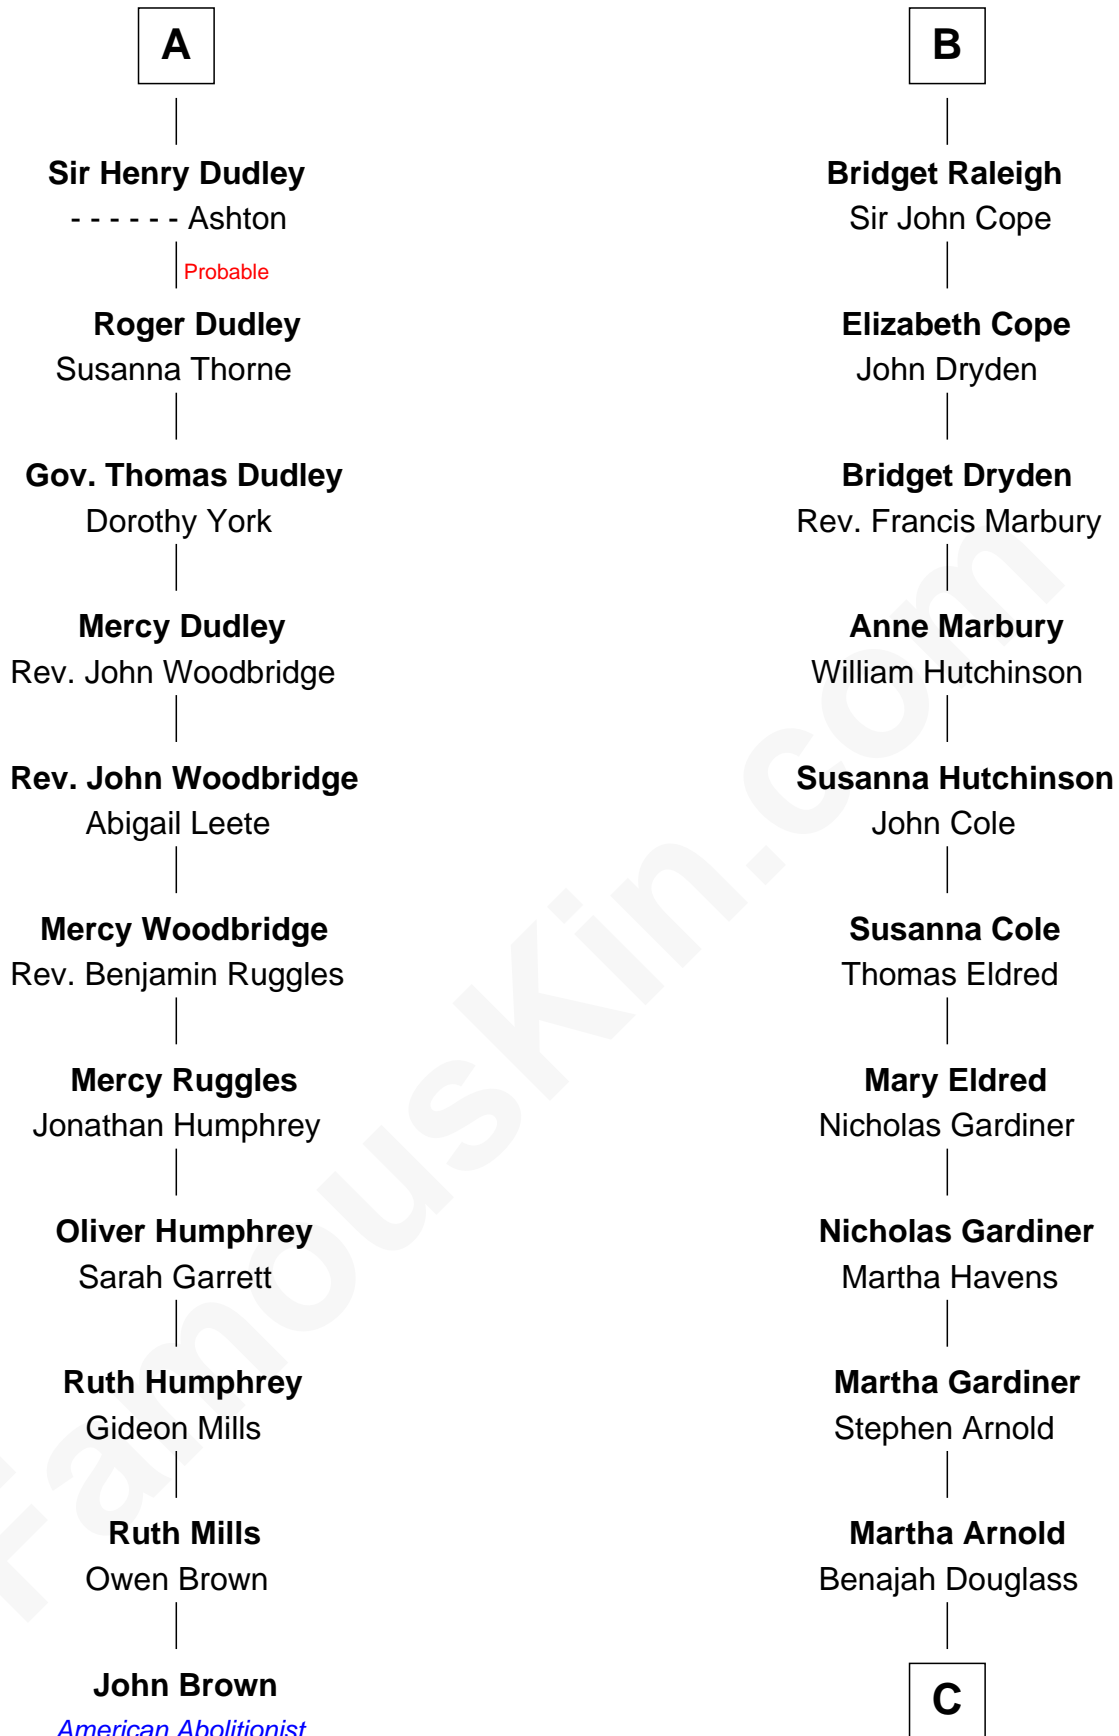 A
Sir Henry Dudley
- - - - - - Ashton
Probable
Roger Dudley
Susanna Thorne
Gov. Thomas Dudley
Dorothy York
Mercy Dudley
Rev. John Woodbridge
Rev. John Woodbridge
Abigail Leete
Mercy Woodbridge
Rev. Benjamin Ruggles
Mercy Ruggles
Jonathan Humphrey
Oliver Humphrey
Sarah Garrett
Ruth Humphrey
Gideon Mills
Ruth Mills
Owen Brown
John Brown
American Abolitionist
B
Bridget Raleigh
Sir John Cope
Elizabeth Cope
John Dryden
Bridget Dryden
Rev. Francis Marbury
Anne Marbury
William Hutchinson
Susanna Hutchinson
John Cole
Susanna Cole
Thomas Eldred
Mary Eldred
Nicholas Gardiner
Nicholas Gardiner
Martha Havens
Martha Gardiner
Stephen Arnold
Martha Arnold
Benajah Douglass
C
FamousKin.com